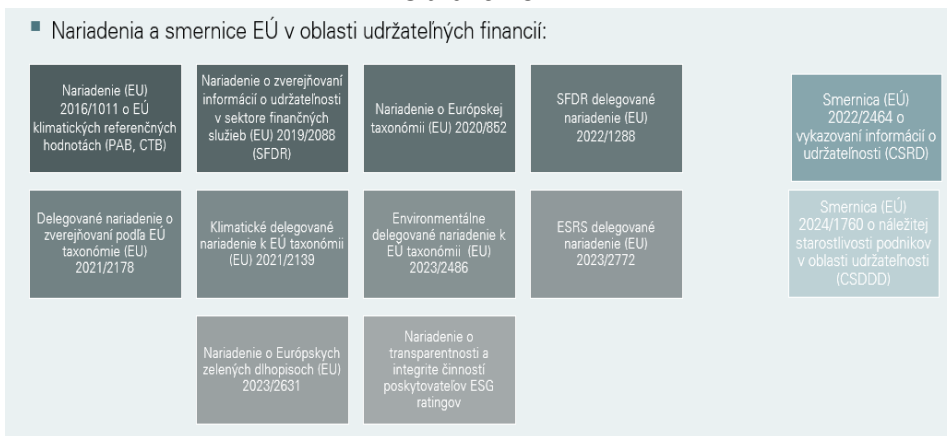 Nariadenia a smernice EÚ v oblasti udržateľných financií:
Nariadenie (EU)
2016/1011 o EÚ
klimatických referenčných
hodnotách (PAB, CTB)
Nariadenie o zverejňovaní
informácií o udržateľnosti
v sektore finančných
služieb (EU) 2019/2088
(SFDR)
Nariadenie o Európskej
taxonómii (EU) 2020/852
SFDR delegované
nariadenie (EU)
2022/1288
Smernica (EÚ)
2022/2464 o
vykazovaní informácií o
udržateľnosti (CSRD)
Delegované nariadenie o
zverejňovaní podľa EÚ
taxonómie (EU)
2021/2178
Klimatické delegované
nariadenie k EÚ taxonómii
(EU) 2021/2139
Environmentálne
delegované nariadenie k
EÚ taxonómii (EU)
2023/2486
ESRS delegované
nariadenie (EU)
2023/2772
Smernica (EÚ)
2024/1760 o náležitej
starostlivosti podnikov
v oblasti udržateľnosti
(CSDDD)
Nariadenie o Európskych
zelených dlhopisoch (EU)
2023/2631
Nariadenie o
transparentnosti a
integrite činností
poskytovateľov ESG
ratingov